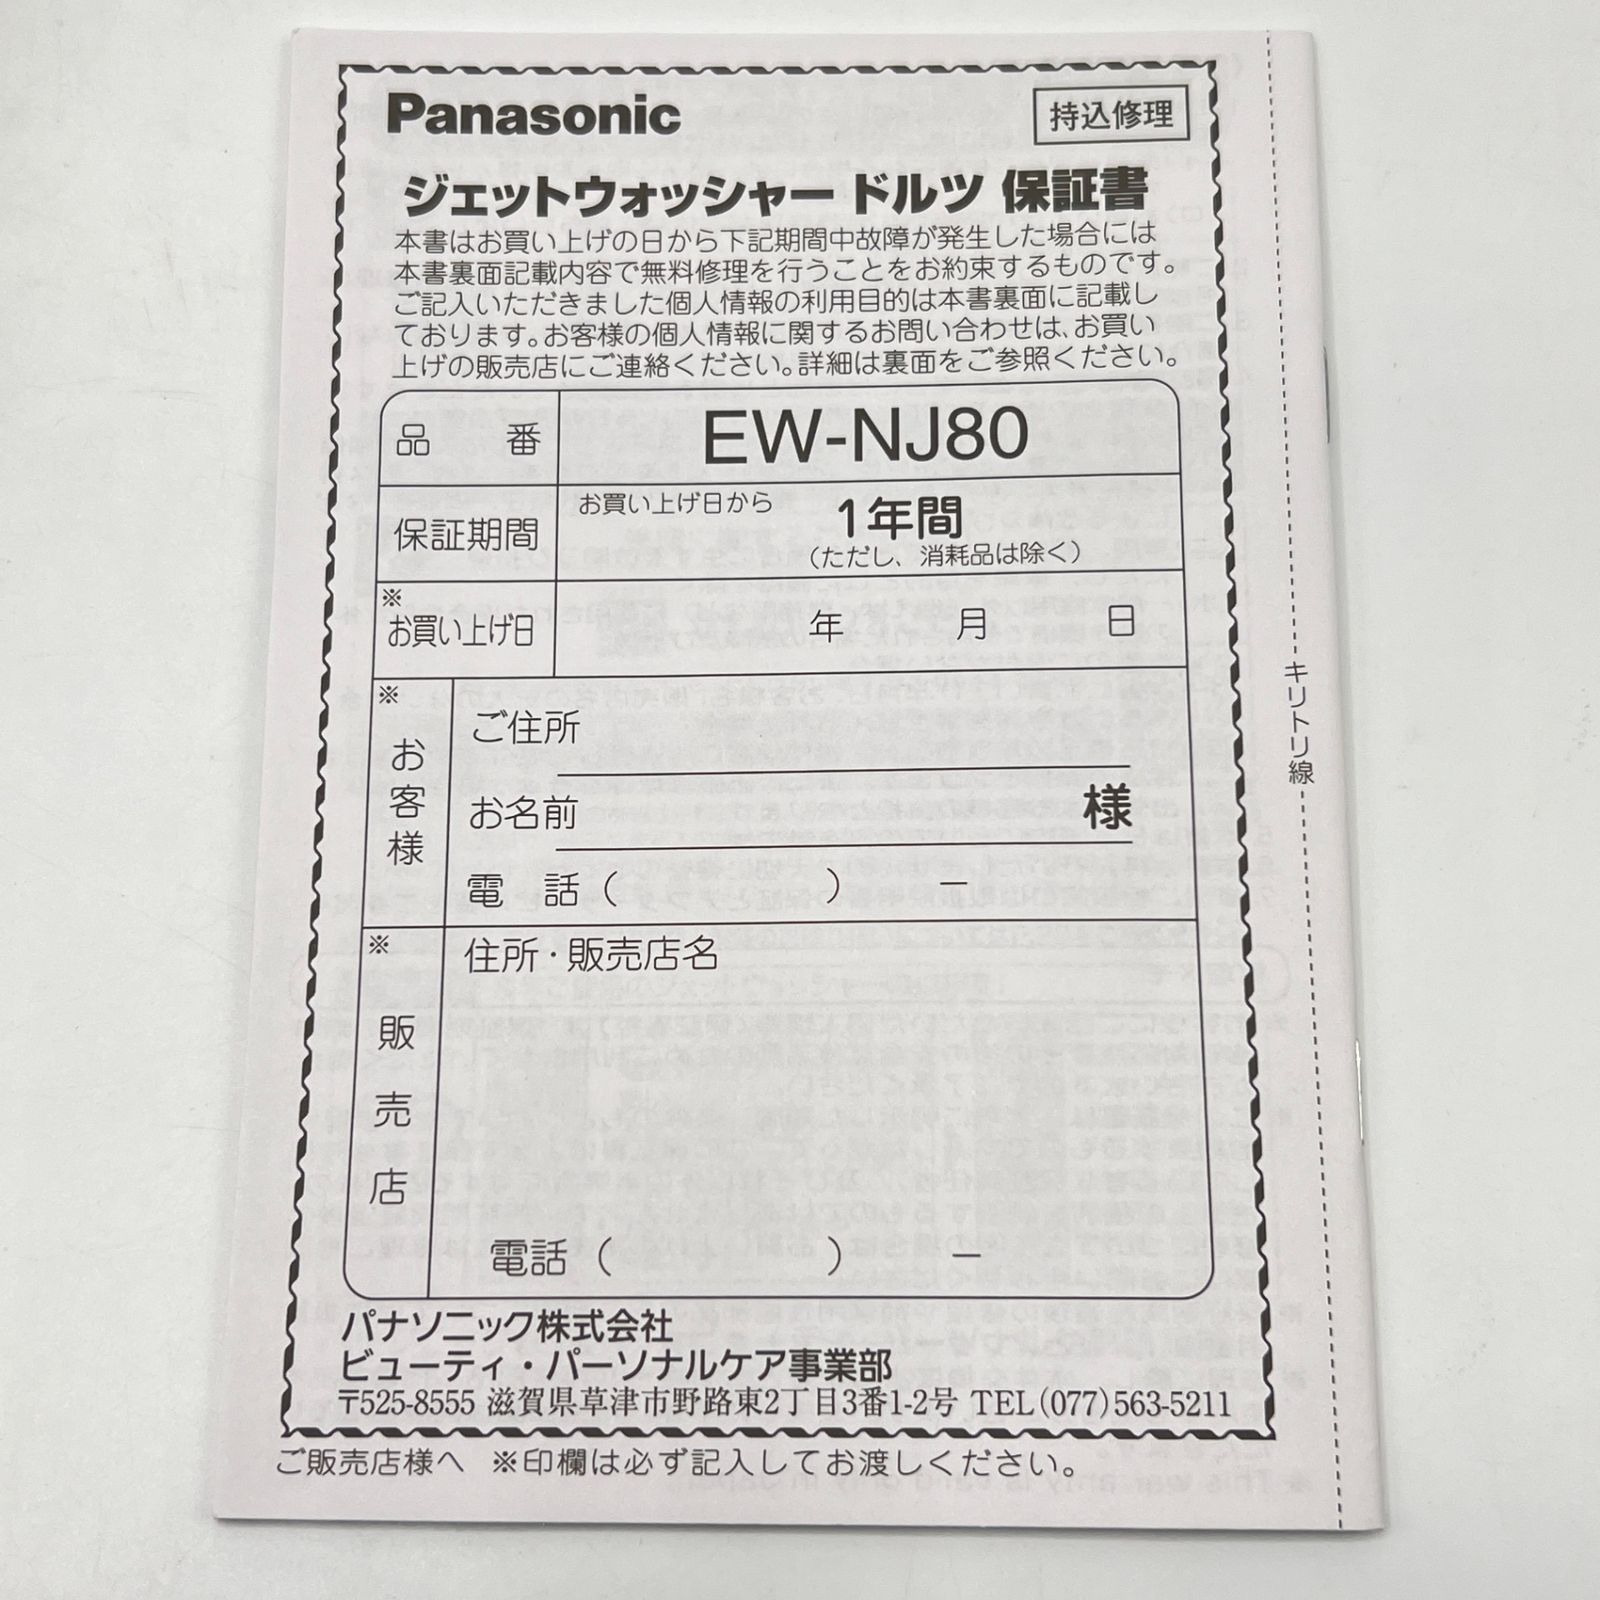 Panasonic
持込修理
ジェットウォッシャー ドルツ 保証書
本書はお買い上げの日から下記期間中故障が発生した場合には
本書裏面記載内容で無料修理を行うことをお約束するものです。
ご記入いただきました個人情報の利用目的は本書裏面に記載し
ております。お客様の個人情報に関するお問い合わせは、お買い
上げの販売店にご連絡ください。詳細は裏面をご参照ください。
品 番 EW-NJ80
保証期間 お買い上げ日から 1年間
(ただし、消耗品は除く)
※
お買い上げ日 年 月 日
※
お客様
ご住所
お名前 様
電 話 ( ) ー
※
販売店
住所・販売店名
電話 ( ) ー
パナソニック株式会社
ビューティ・パーソナルケア事業部
〒525-8555 滋賀県草津市野路東2丁目3番1-2号 TEL(077)563-5211
ご販売店様へ ※印欄は必ず記入してお渡しください。
キリトリ線